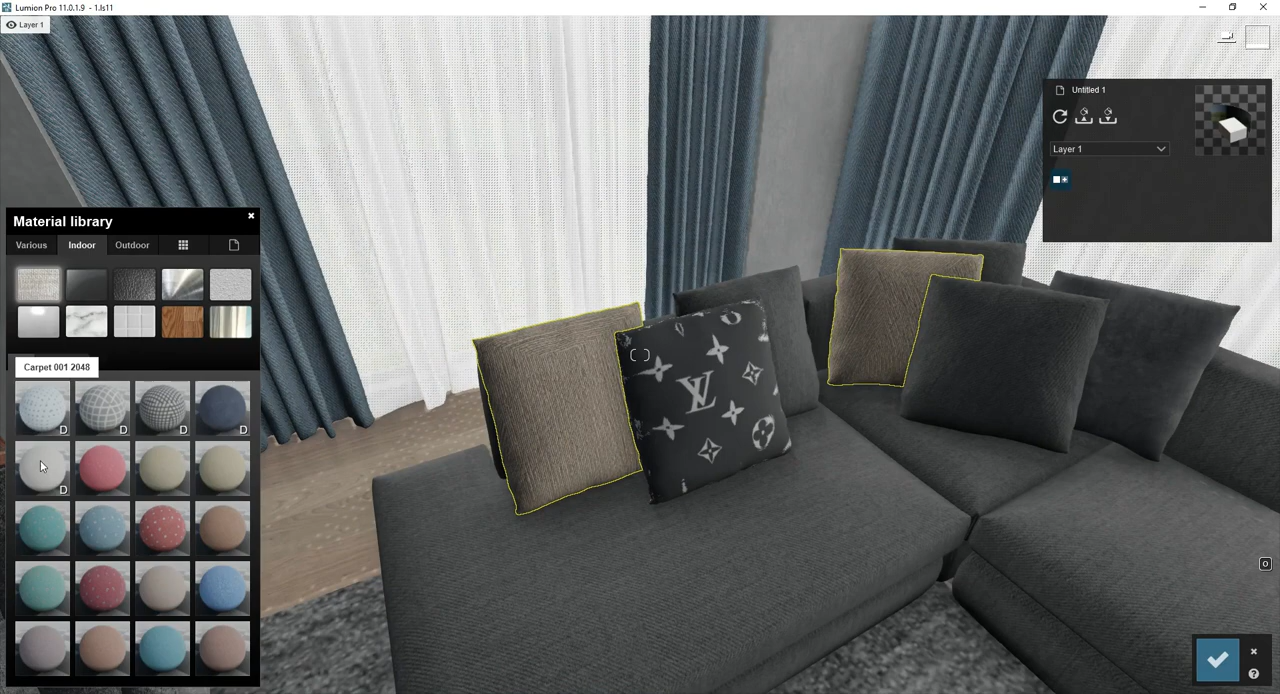 Lumion Pro 11.0.1.9 - 1.ls11
Layer 1
Untitled 1
Layer 1
Material library
Various Indoor Outdoor
Carpet 001 2048
D D D D
D
LV
O
?